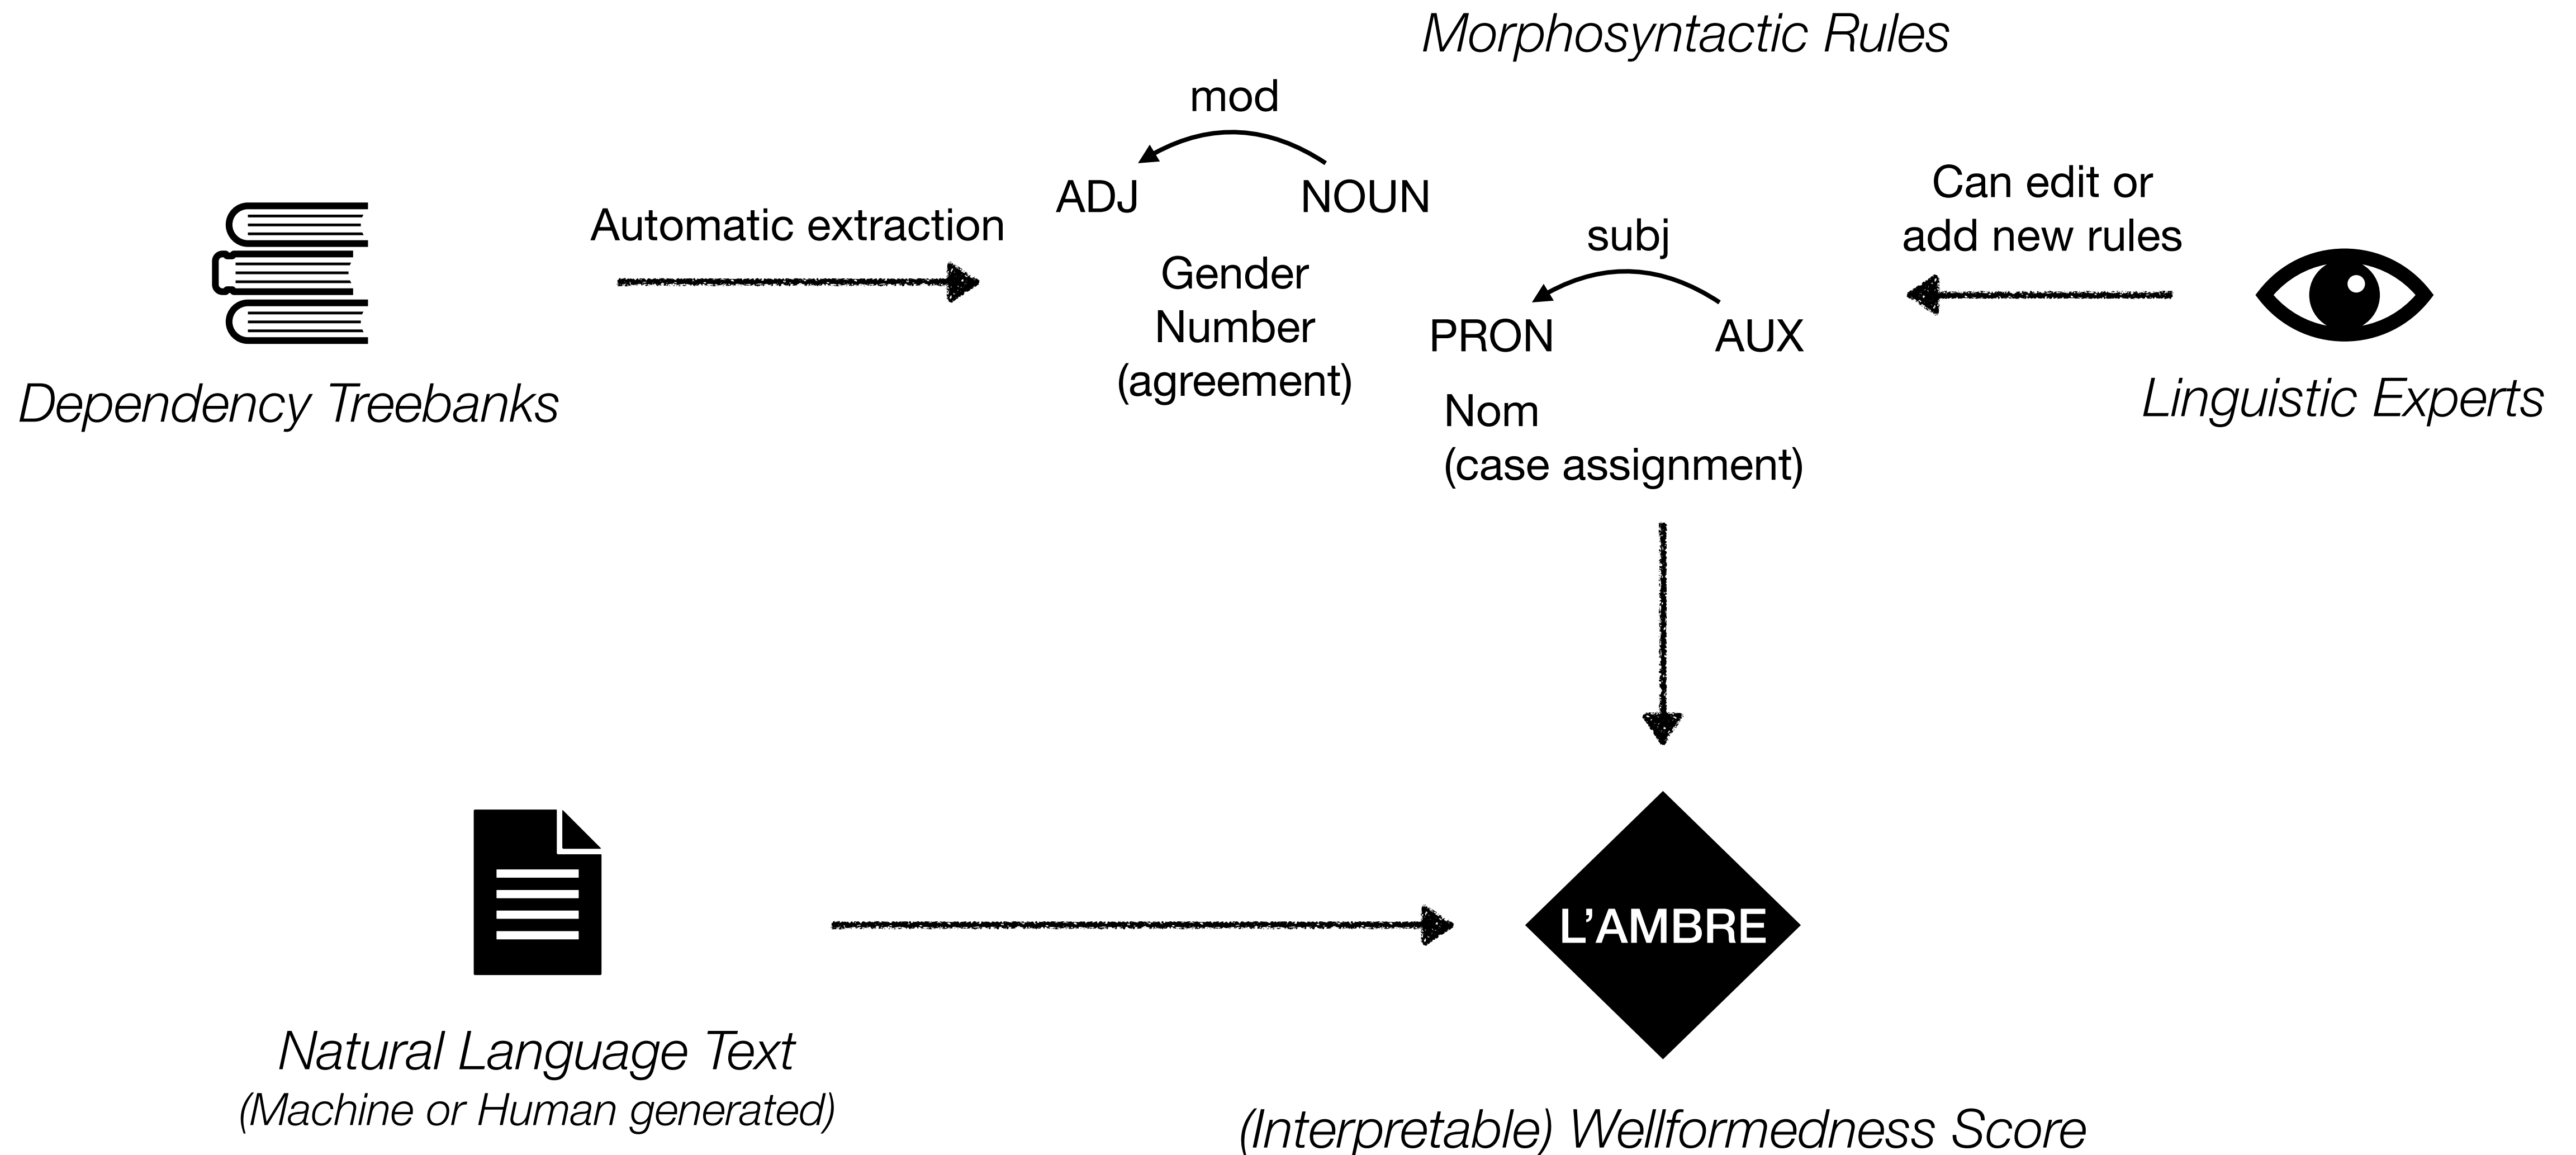 Morphosyntactic Rules
mod
ADJ NOUN
Gender
Number
(agreement)
subj
PRON AUX
Nom
(case assignment)
Automatic extraction
Dependency Treebanks
Can edit or
add new rules
Linguistic Experts
L’AMBRE
Natural Language Text
(Machine or Human generated)
(Interpretable) Wellformedness Score